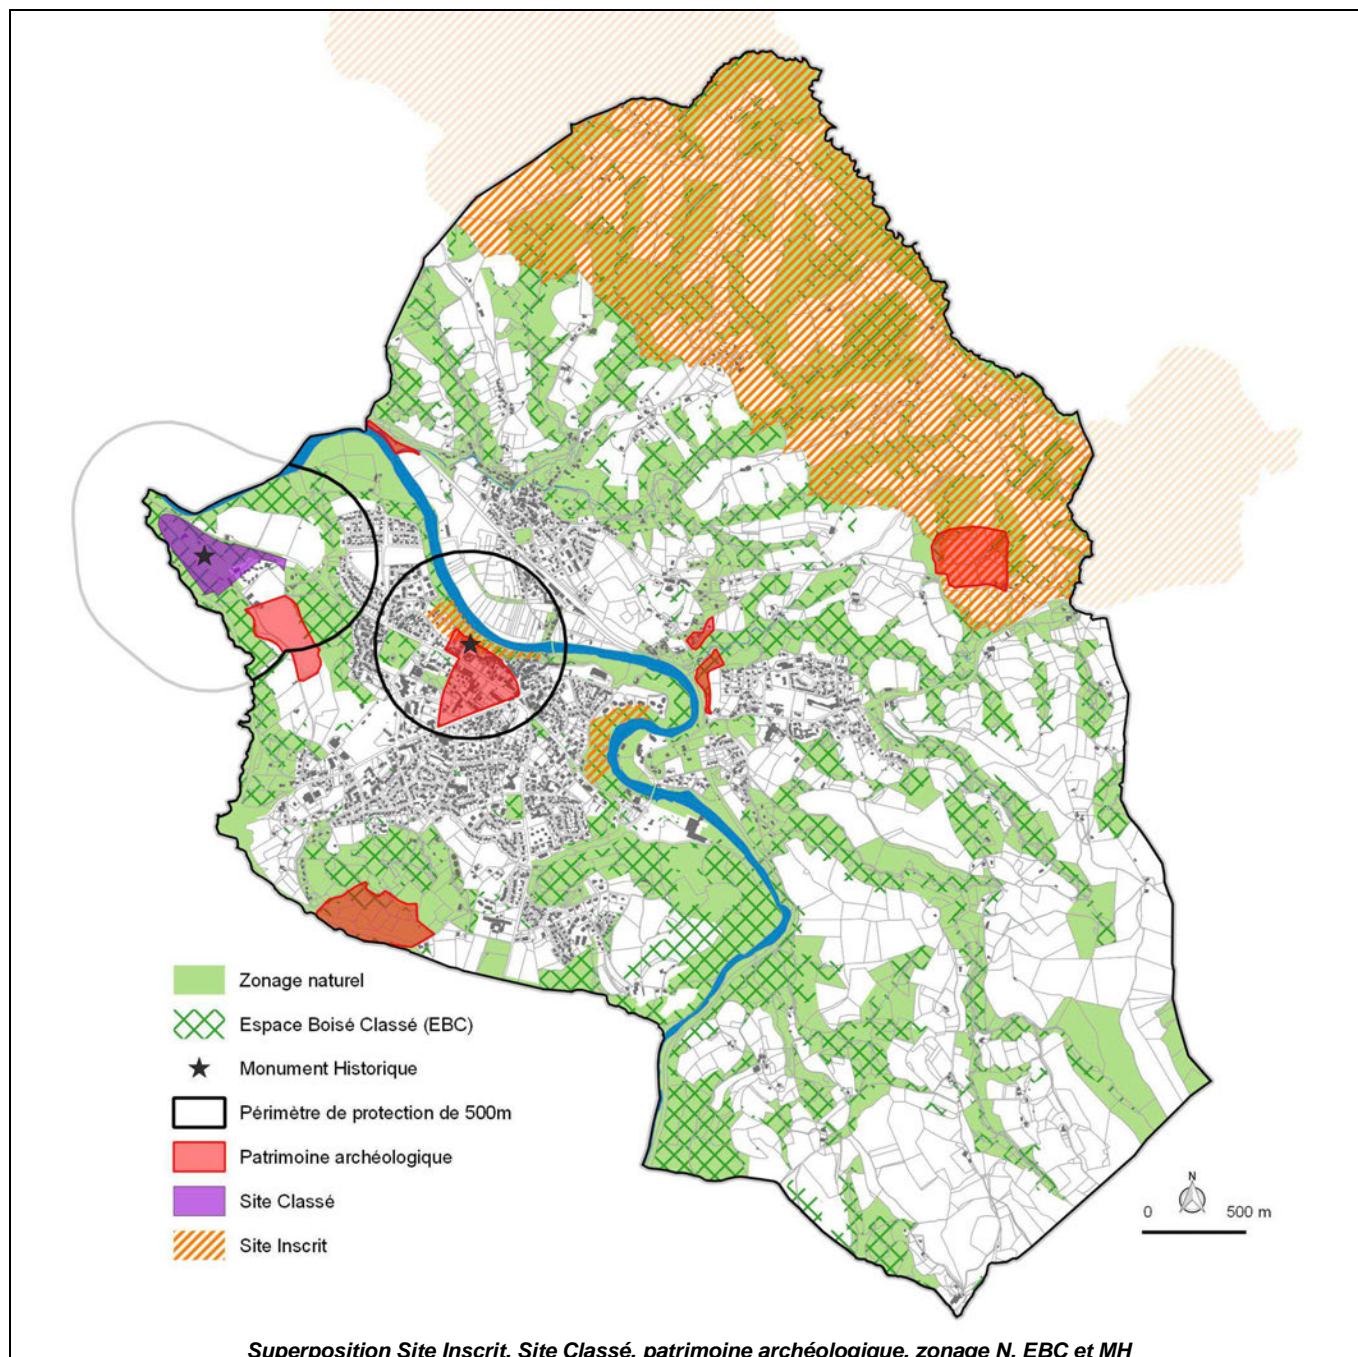 Zonage naturel
Espace Boisé Classé (EBC)
Monument Historique
Périmètre de protection de 500m
Patrimoine archéologique
Site Classé
Site Inscrit
N
0 500 m
Superposition Site Inscrit, Site Classé, patrimoine archéologique, zonage N, EBC et MH